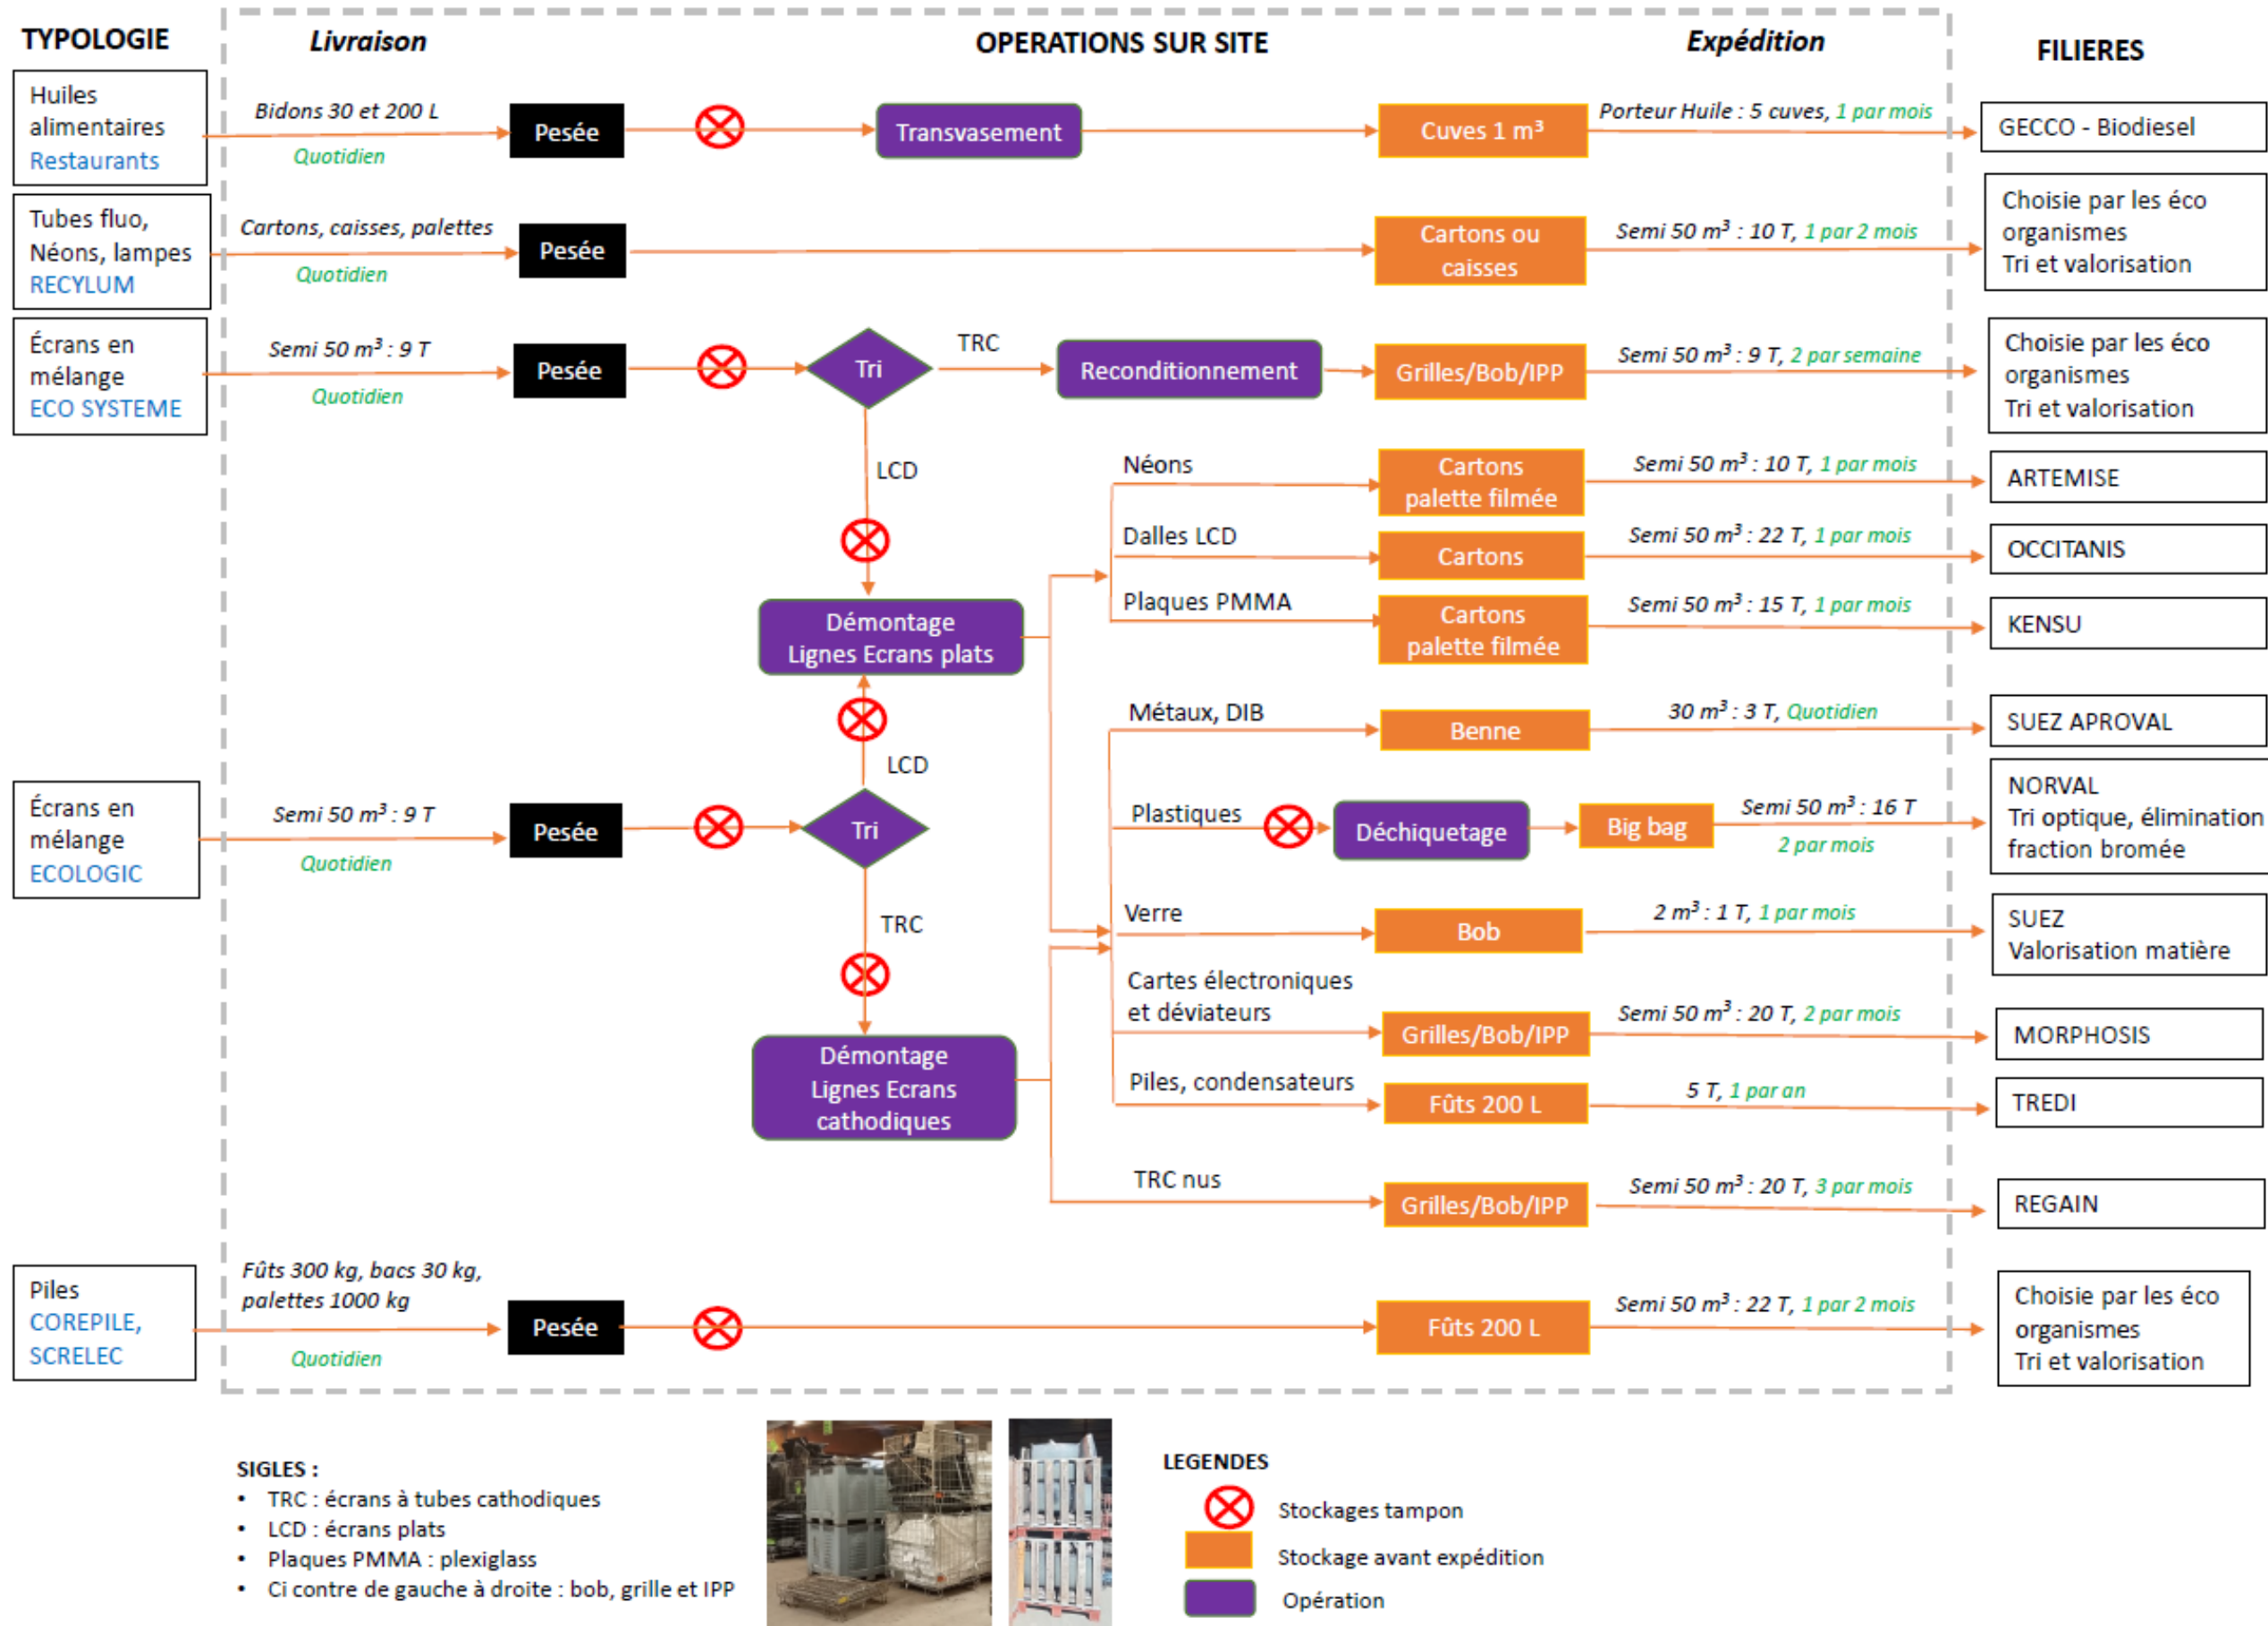 TYPOLOGIE
Livraison
OPERATIONS SUR SITE
Expédition
FILIERES
Huiles
alimentaires
Restaurants
Bidons 30 et 200 L
Quotidien
Pesée
Transvasement
Cuves 1 m³
Porteur Huile : 5 cuves, 1 par mois
GECCO - Biodiesel
Tubes fluo,
Néons, lampes
RECYLUM
Cartons, caisses, palettes
Quotidien
Pesée
Cartons ou
caisses
Semi 50 m³ : 10 T, 1 par 2 mois
Choisie par les éco
organismes
Tri et valorisation
Écrans en
mélange
ECO SYSTEME
Semi 50 m³ : 9 T
Quotidien
Pesée
Tri
TRC
Reconditionnement
Grilles/Bob/IPP
Semi 50 m³ : 9 T, 2 par semaine
Choisie par les éco
organismes
Tri et valorisation
LCD
Néons
Cartons
palette filmée
Semi 50 m³ : 10 T, 1 par mois
ARTEMISE
Dalles LCD
Cartons
Semi 50 m³ : 22 T, 1 par mois
OCCITANIS
Plaques PMMA
Cartons
palette filmée
Semi 50 m³ : 15 T, 1 par mois
KENSU
Démontage
Lignes Ecrans plats
Métaux, DIB
Benne
30 m³ : 3 T, Quotidien
SUEZ APROVAL
LCD
Écrans en
mélange
ECOLOGIC
Semi 50 m³ : 9 T
Quotidien
Pesée
Tri
Plastiques
Déchiquetage
Big bag
Semi 50 m³ : 16 T
2 par mois
NORVAL
Tri optique, élimination
fraction bromée
TRC
Verre
Bob
2 m³ : 1 T, 1 par mois
SUEZ
Valorisation matière
Cartes électroniques
et déviateurs
Grilles/Bob/IPP
Semi 50 m³ : 20 T, 2 par mois
MORPHOSIS
Démontage
Lignes Ecrans
cathodiques
Piles, condensateurs
Fûts 200 L
5 T, 1 par an
TREDI
TRC nus
Grilles/Bob/IPP
Semi 50 m³ : 20 T, 3 par mois
REGAIN
Piles
COREPILE,
SCRELEC
Fûts 300 kg, bacs 30 kg,
palettes 1000 kg
Quotidien
Pesée
Fûts 200 L
Semi 50 m³ : 22 T, 1 par 2 mois
Choisie par les éco
organismes
Tri et valorisation
SIGLES :
• TRC : écrans à tubes cathodiques
• LCD : écrans plats
• Plaques PMMA : plexiglass
• Ci contre de gauche à droite : bob, grille et IPP
LEGENDES
Stockages tampon
Stockage avant expédition
Opération